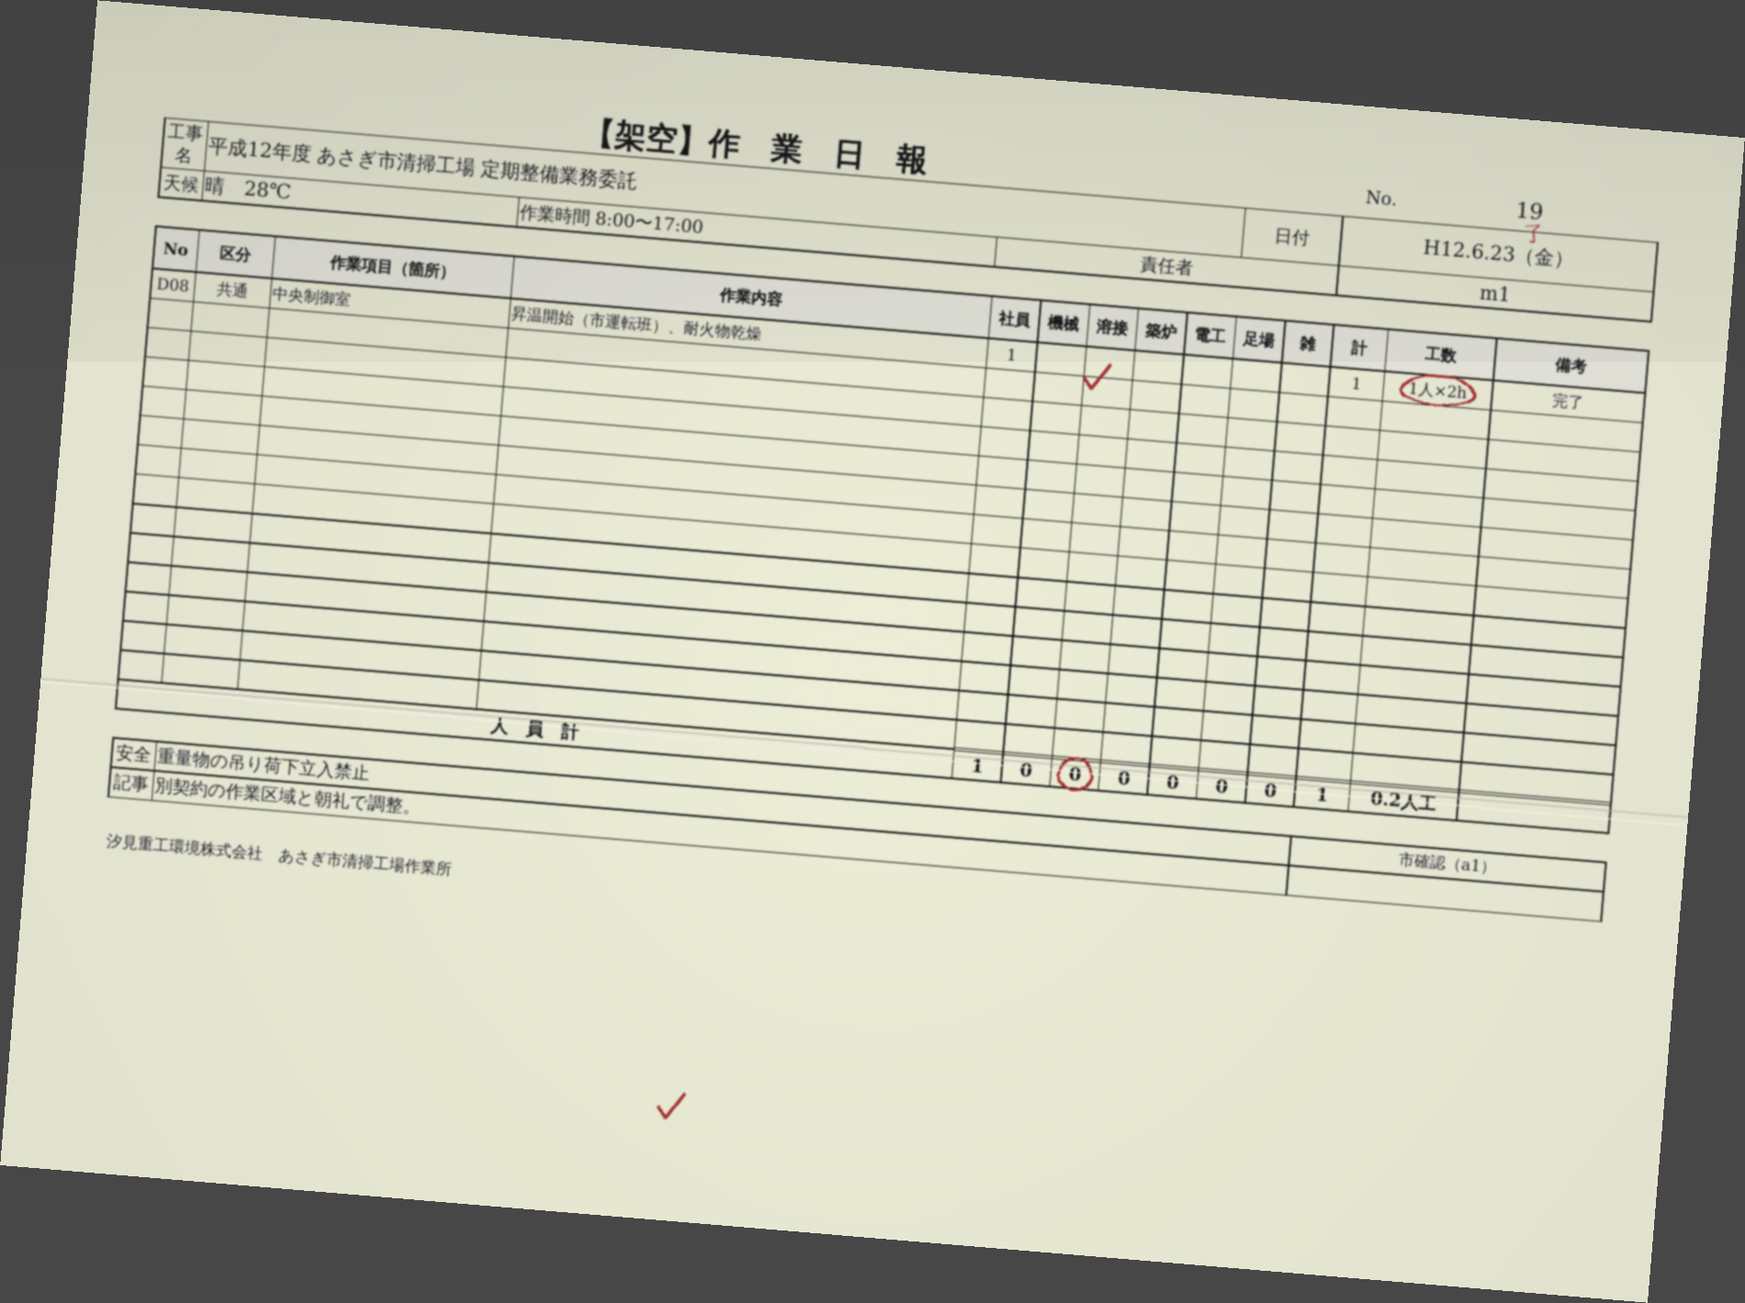 【架空】作 業 日 報
No. 19
了
工事名 平成12年度 あさぎ市清掃工場 定期整備業務委託 日付 H12.6.23（金）
天候 晴 28℃ 作業時間 8:00〜17:00 責任者 m1
No 区分 作業項目（箇所） 作業内容 社員 機械 溶接 築炉 電工 足場 雑 計 工数 備考
D08 共通 中央制御室 昇温開始（市運転班）、耐火物乾燥 1 1 1人×2h 完了
人 員 計 1 0 0 0 0 0 0 1 0.2人工
安全 重量物の吊り荷下立入禁止 市確認（a1）
記事 別契約の作業区域と朝礼で調整。
汐見重工環境株式会社 あさぎ市清掃工場作業所